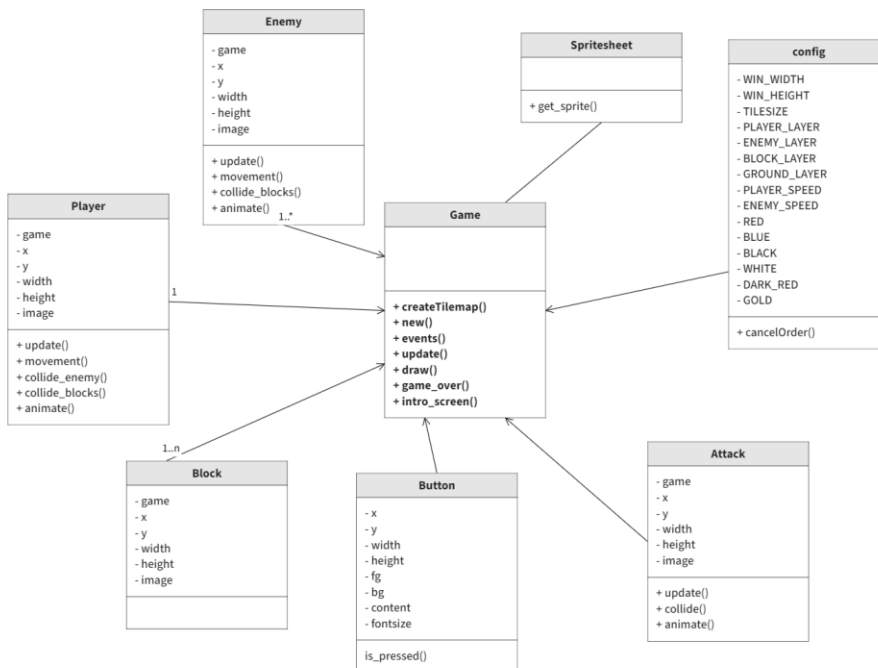 Enemy
- game
- x
- y
- width
- height
- image
+ update()
+ movement()
+ collide_blocks()
+ animate()
1..*
Spritesheet
+ get_sprite()
config
- WIN_WIDTH
- WIN_HEIGHT
- TILESIZE
- PLAYER_LAYER
- ENEMY_LAYER
- BLOCK_LAYER
- GROUND_LAYER
- PLAYER_SPEED
- ENEMY_SPEED
- RED
- BLUE
- BLACK
- WHITE
- DARK_RED
- GOLD
+ cancelOrder()
Player
- game
- x
- y
- width
- height
- image
+ update()
+ movement()
+ collide_enemy()
+ collide_blocks()
+ animate()
1
Game
+ createTilemap()
+ new()
+ events()
+ update()
+ draw()
+ game_over()
+ intro_screen()
1..n
Block
- game
- x
- y
- width
- height
- image
Button
- x
- y
- width
- height
- fg
- bg
- content
- fontsize
is_pressed()
Attack
- game
- x
- y
- width
- height
- image
+ update()
+ collide()
+ animate()